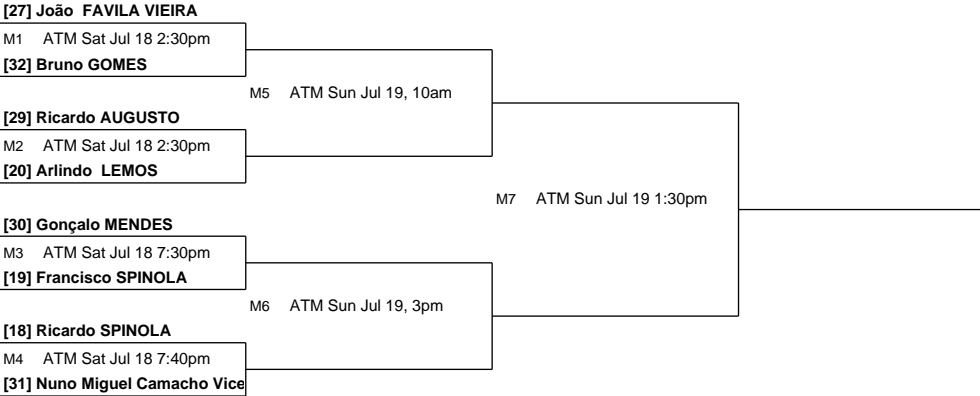 [27] João FAVILA VIEIRA
M1 ATM Sat Jul 18 2:30pm
[32] Bruno GOMES
M5 ATM Sun Jul 19, 10am
[29] Ricardo AUGUSTO
M2 ATM Sat Jul 18 2:30pm
[20] Arlindo LEMOS
M7 ATM Sun Jul 19 1:30pm
[30] Gonçalo MENDES
M3 ATM Sat Jul 18 7:30pm
[19] Francisco SPINOLA
M6 ATM Sun Jul 19, 3pm
[18] Ricardo SPINOLA
M4 ATM Sat Jul 18 7:40pm
[31] Nuno Miguel Camacho Vice